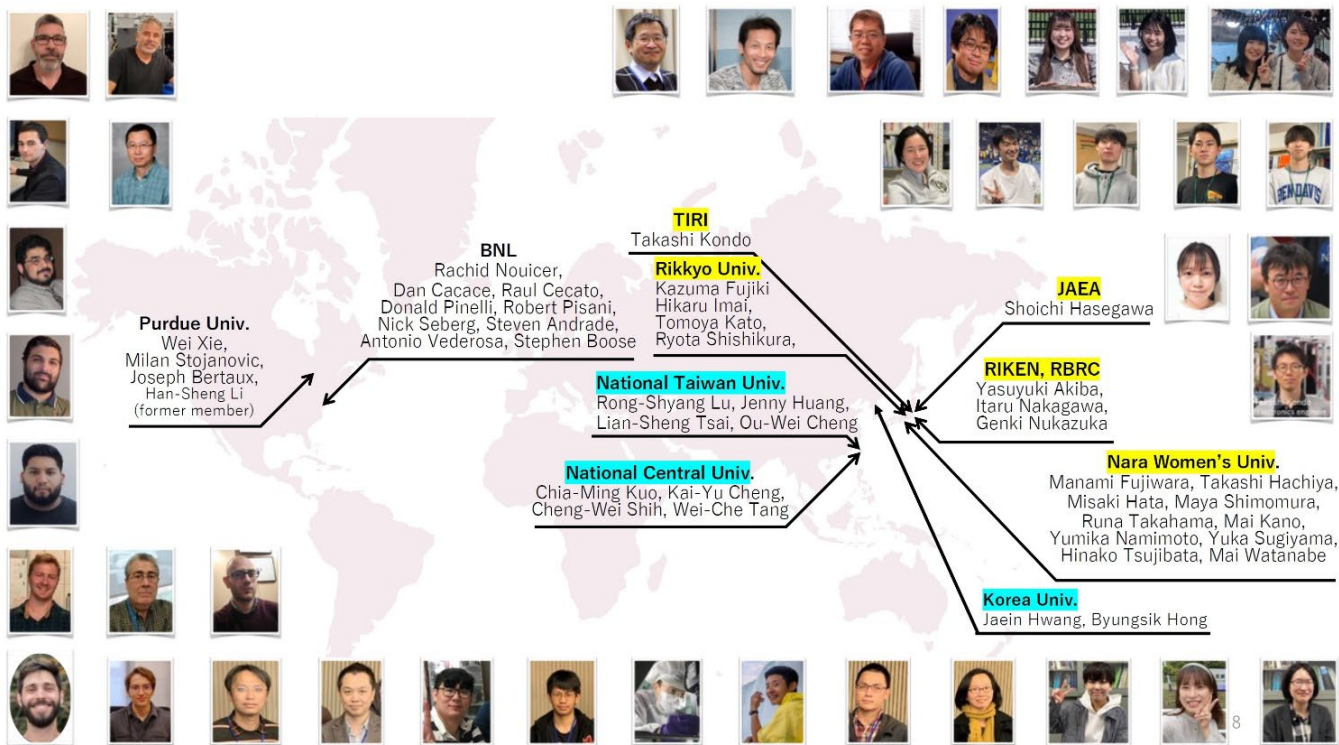 TIRI
Takashi Kondo
BNL
Rachid Nouicer,
Dan Cacace, Raul Cecato,
Donald Pinelli, Robert Pisani,
Nick Seberg, Steven Andrade,
Antonio Vederosa, Stephen Boose
Rikkyo Univ.
Kazuma Fujiki
Hikaru Imai,
Tomoya Kato,
Ryota Shishikura,
JAEA
Shoichi Hasegawa
Purdue Univ.
Wei Xie,
Milan Stojanovic,
Joseph Bertaux,
Han-Sheng Li
(former member)
National Taiwan Univ.
Rong-Shyang Lu, Jenny Huang,
Lian-Sheng Tsai, Ou-Wei Cheng
RIKEN, RBRC
Yasuyuki Akiba,
Itaru Nakagawa,
Genki Nukazuka
National Central Univ.
Chia-Ming Kuo, Kai-Yu Cheng,
Cheng-Wei Shih, Wei-Che Tang
Nara Women's Univ.
Manami Fujiwara, Takashi Hachiya,
Misaki Hata, Maya Shimomura,
Runa Takahama, Mai Kano,
Yumika Namimoto, Yuka Sugiyama,
Hinako Tsujibata, Mai Watanabe
Korea Univ.
Jaein Hwang, Byungsik Hong
BEN DAVIS
8